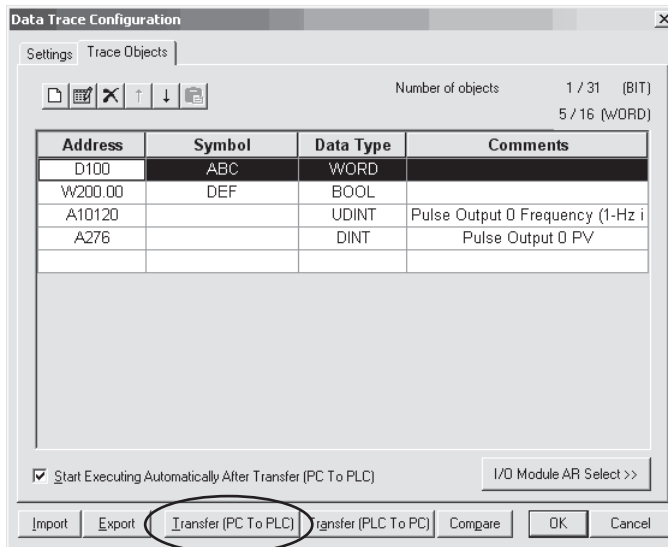 Data Trace Configuration
Settings Trace Objects
Number of objects 1 / 31 (BIT)
5 / 16 (WORD)
Address Symbol Data Type Comments
D100 ABC WORD
W200.00 DEF BOOL
A10120 UDINT Pulse Output 0 Frequency (1-Hz i
A276 DINT Pulse Output 0 PV
Start Executing Automatically After Transfer (PC To PLC)
I/O Module AR Select >>
Import Export Transfer (PC To PLC) Transfer (PLC To PC) Compare OK Cancel